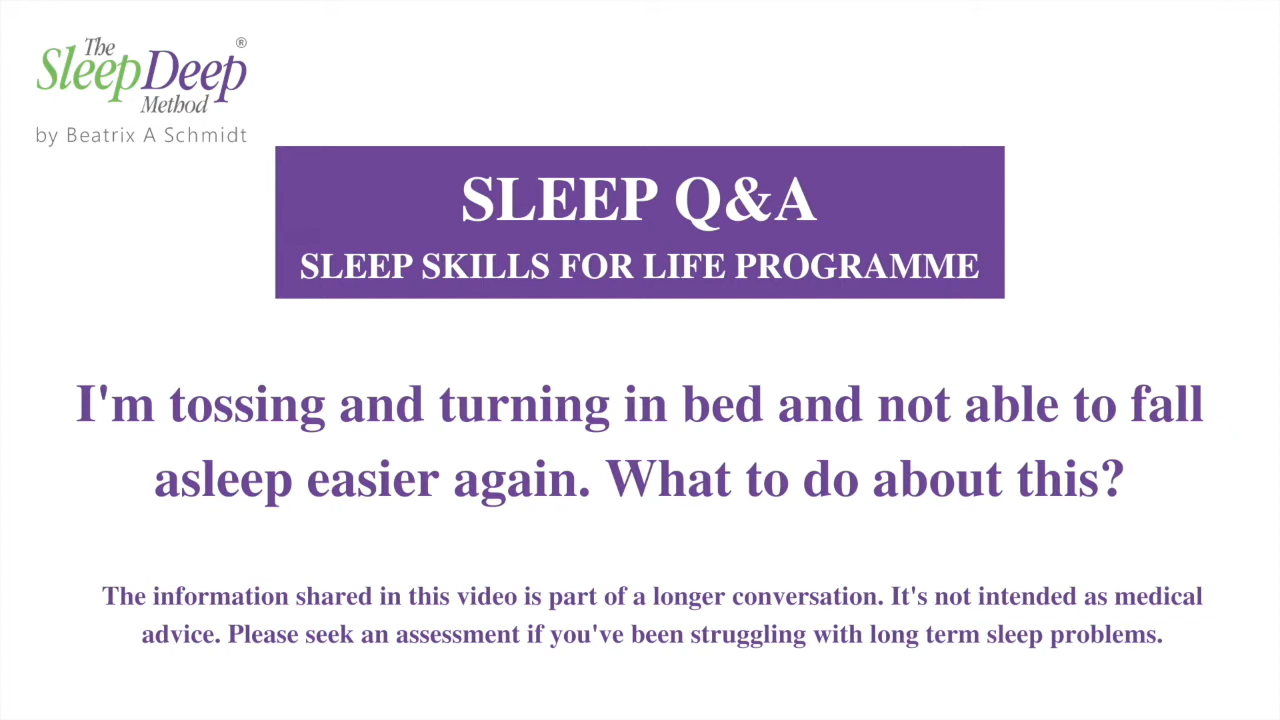 The
SleepDeep®
Method
by Beatrix A Schmidt
SLEEP Q&A
SLEEP SKILLS FOR LIFE PROGRAMME
I'm tossing and turning in bed and not able to fall
asleep easier again. What to do about this?
The information shared in this video is part of a longer conversation. It's not intended as medical
advice. Please seek an assessment if you've been struggling with long term sleep problems.